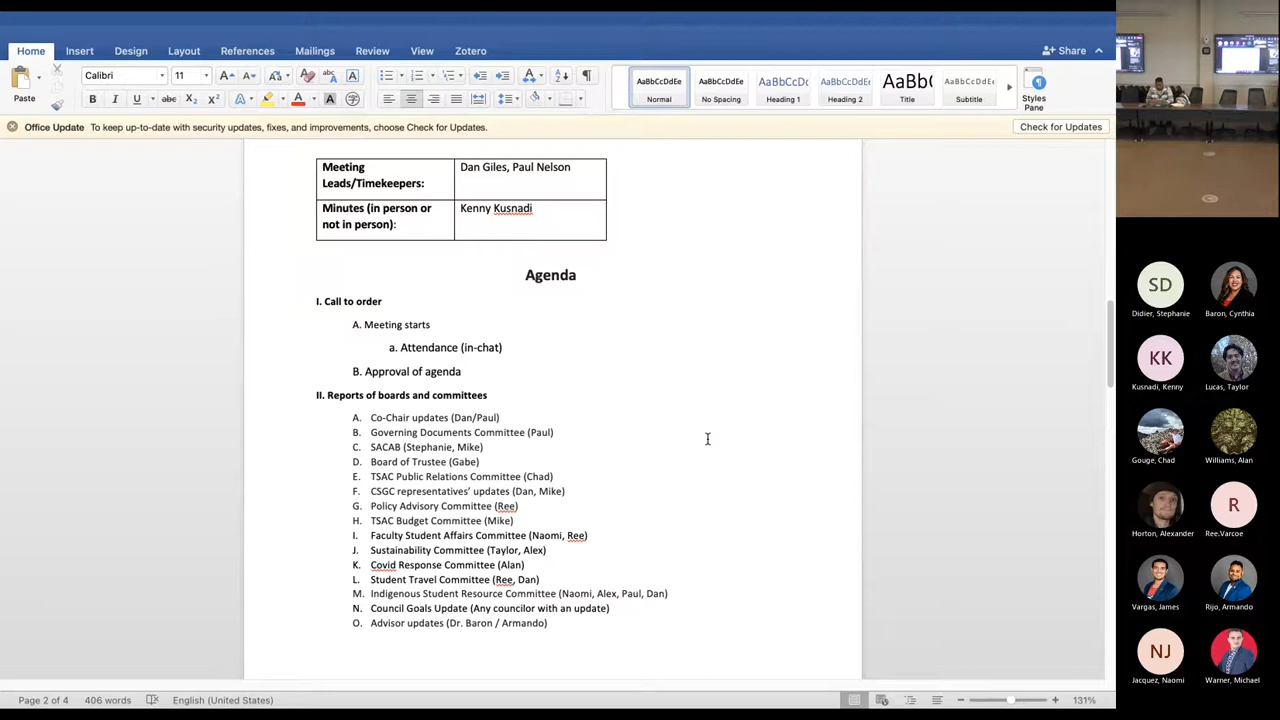 Home Insert Design Layout References Mailings Review View Zotero Share
Paste Calibri 11 AaBbCcDdEe AaBbCcDdEe AaBbCcDc AaBbCcDdEe AaBb( AaBbCcDdEe
B I U abc X₂ X² A A Normal No Spacing Heading 1 Heading 2 Title Subtitle Styles Pane
Office Update To keep up-to-date with security updates, fixes, and improvements, choose Check for Updates. Check for Updates
Meeting Dan Giles, Paul Nelson
Leads/Timekeepers:
Minutes (in person or Kenny Kusnadi
not in person):
Agenda
I. Call to order
A. Meeting starts
a. Attendance (in-chat)
B. Approval of agenda
II. Reports of boards and committees
A. Co-Chair updates (Dan/Paul)
B. Governing Documents Committee (Paul)
C. SACAB (Stephanie, Mike)
D. Board of Trustee (Gabe)
E. TSAC Public Relations Committee (Chad)
F. CSGC representatives’ updates (Dan, Mike)
G. Policy Advisory Committee (Ree)
H. TSAC Budget Committee (Mike)
I. Faculty Student Affairs Committee (Naomi, Ree)
J. Sustainability Committee (Taylor, Alex)
K. Covid Response Committee (Alan)
L. Student Travel Committee (Ree, Dan)
M. Indigenous Student Resource Committee (Naomi, Alex, Paul, Dan)
N. Council Goals Update (Any councilor with an update)
O. Advisor updates (Dr. Baron / Armando)
Page 2 of 4 406 words English (United States) 131%
SD
Didier, Stephanie Baron, Cynthia
KK
Kusnadi, Kenny Lucas, Taylor
Gouge, Chad Williams, Alan
R
Horton, Alexander Ree.Varcoe
Vargas, James Rijo, Armando
NJ
Jacquez, Naomi Warner, Michael